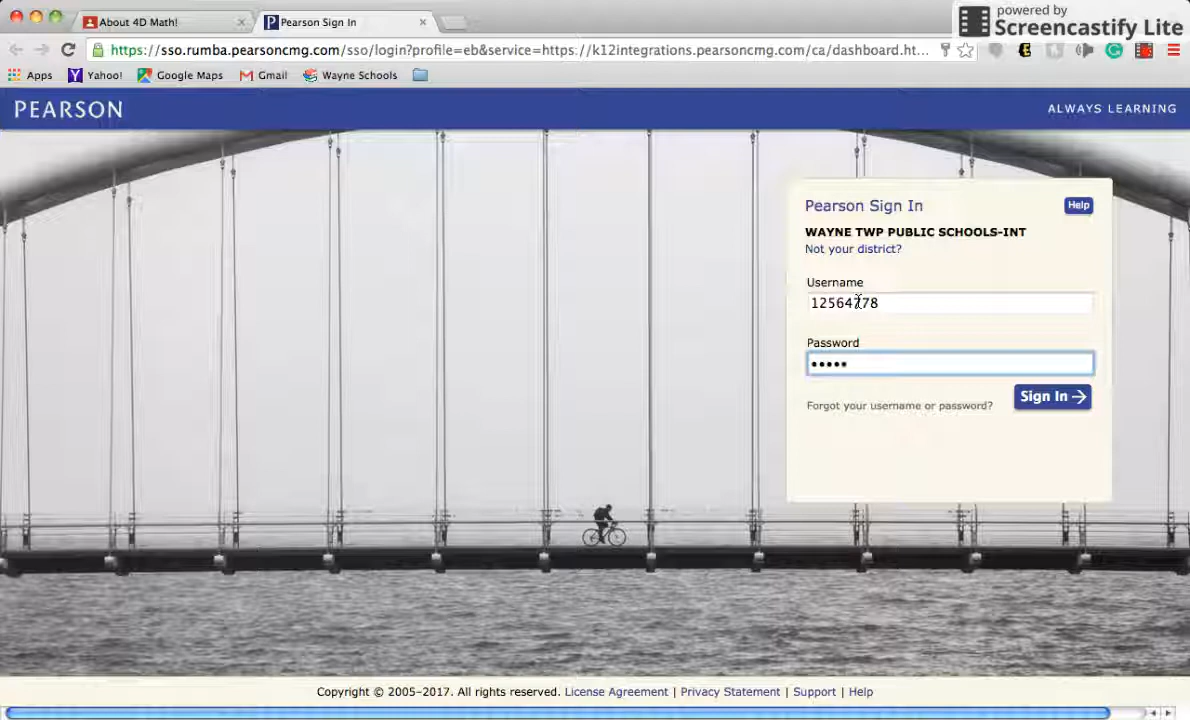 powered by
Screencastify Lite
About 4D Math!
Pearson Sign In
https://sso.rumba.pearsoncmg.com/sso/login?profile=eb&service=https://k12integrations.pearsoncmg.com/ca/dashboard.ht...
Apps Yahoo! Google Maps Gmail Wayne Schools
PEARSON ALWAYS LEARNING
Pearson Sign In Help
WAYNE TWP PUBLIC SCHOOLS-INT
Not your district?
Username
12564778
Password
•••••
Forgot your username or password? Sign In →
Copyright © 2005–2017. All rights reserved. License Agreement | Privacy Statement | Support | Help